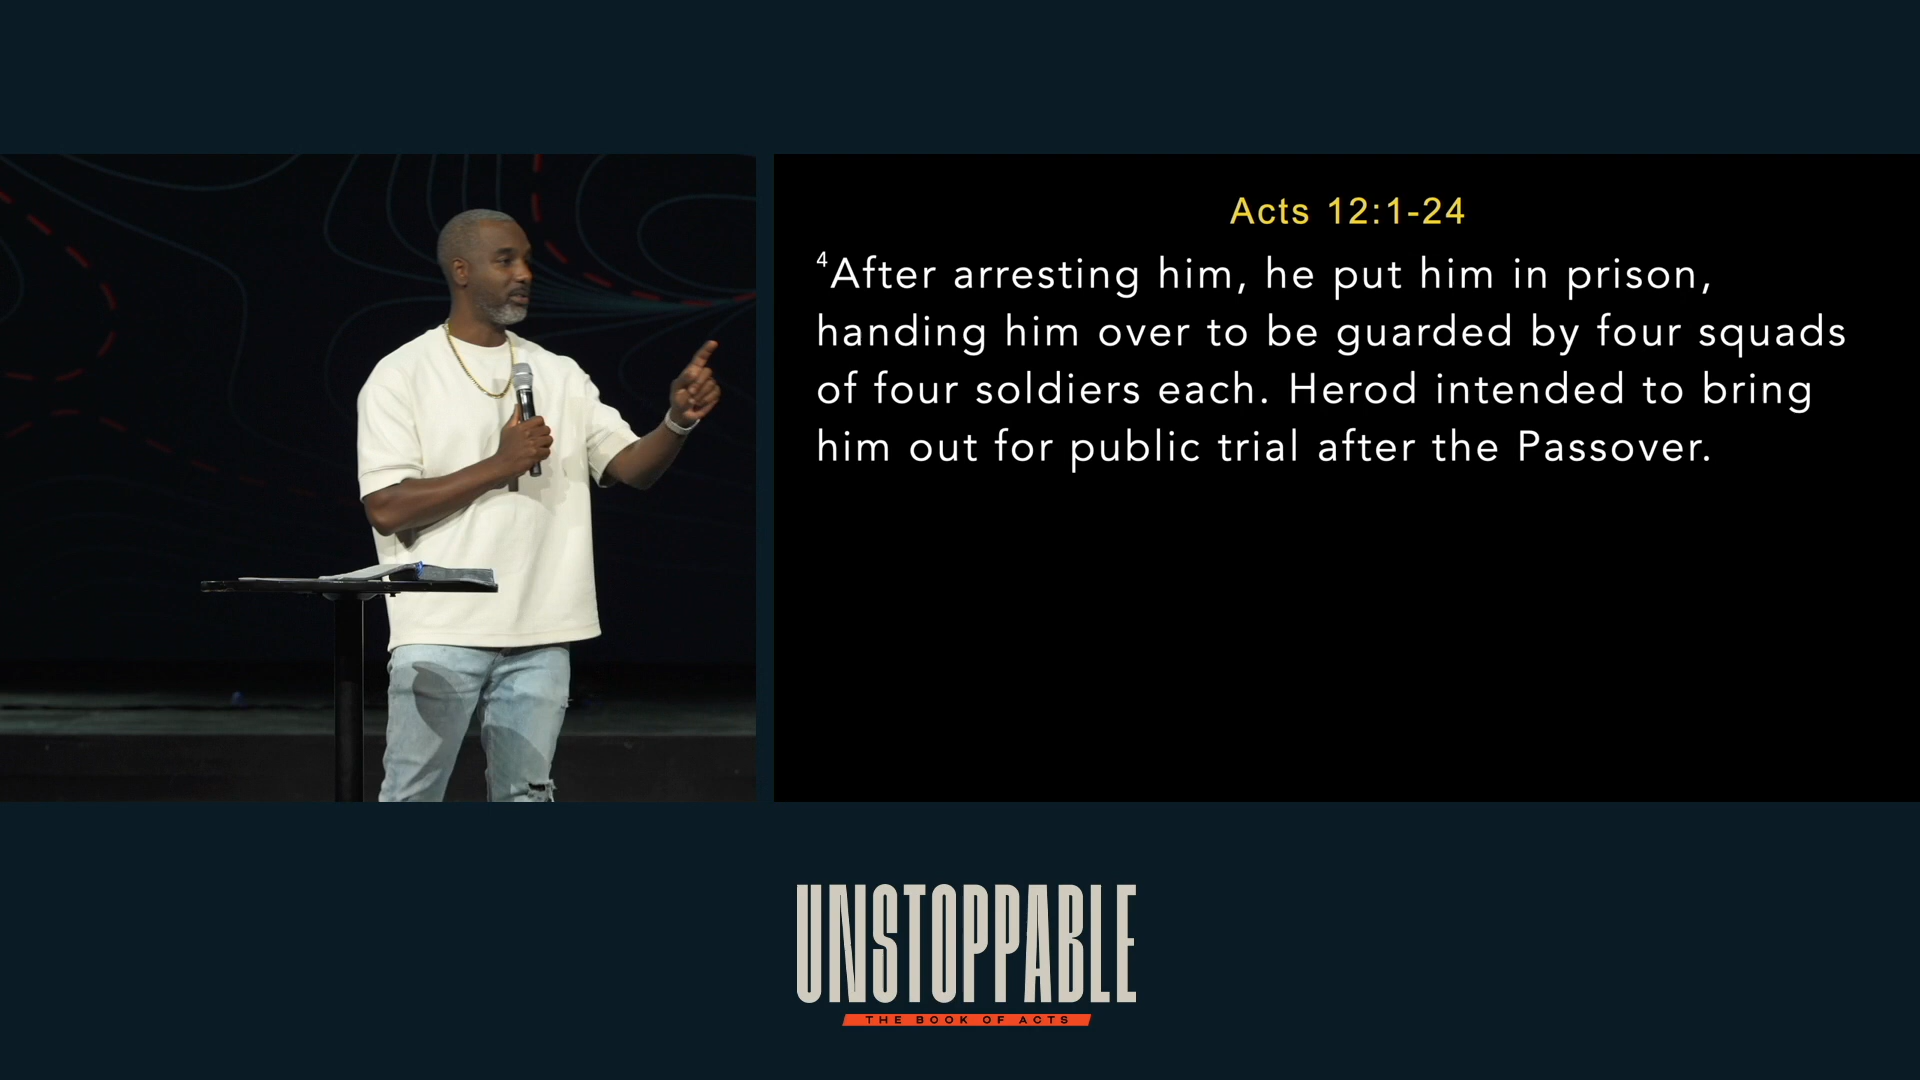 Acts 12:1-24
4After arresting him, he put him in prison,
handing him over to be guarded by four squads
of four soldiers each. Herod intended to bring
him out for public trial after the Passover.
UNSTOPPABLE
THE BOOK OF ACTS